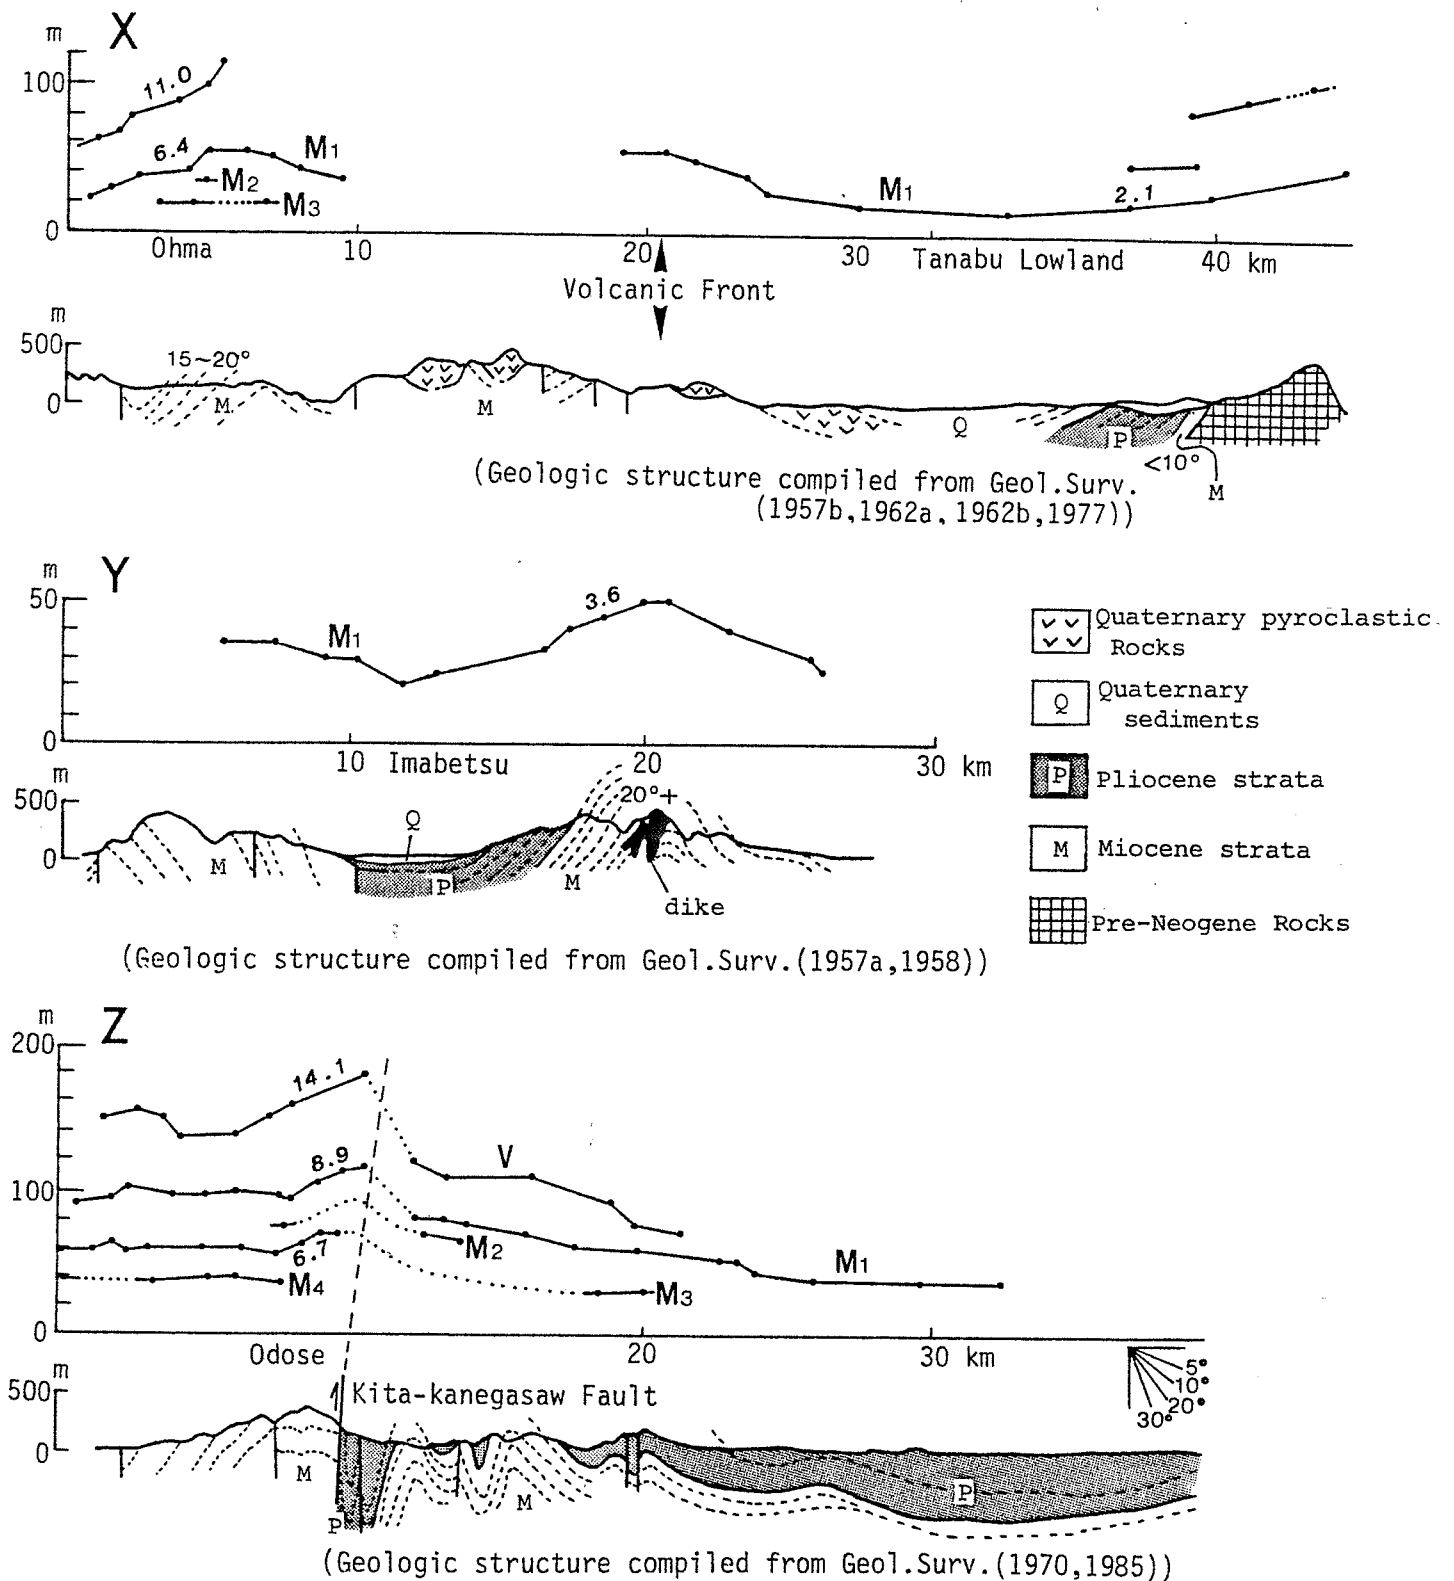 X
m
100
0
11.0
6.4
M1
M2
M3
M1
2.1
Ohma
10
20
30
Tanabu Lowland
40 km
Volcanic Front
m
500
0
15~20°
M
M
Q
P
<10°
M
(Geologic structure compiled from Geol.Surv.
(1957b,1962a,1962b,1977))
Y
m
50
0
M1
3.6
10
Imabetsu
20
30 km
m
500
0
20°+
Q
M
P
M
dike
(Geologic structure compiled from Geol.Surv.(1957a,1958))
Quaternary pyroclastic
Rocks
Q
Quaternary
sediments
P
Pliocene strata
M
Miocene strata
Pre-Neogene Rocks
Z
m
200
100
0
14.1
8.9
6.7
V
M2
M1
M4
M3
Odose
20
30 km
5°
10°
20°
30°
m
500
0
Kita-kanegasaw Fault
M
P
M
P
(Geologic structure compiled from Geol.Surv.(1970,1985))